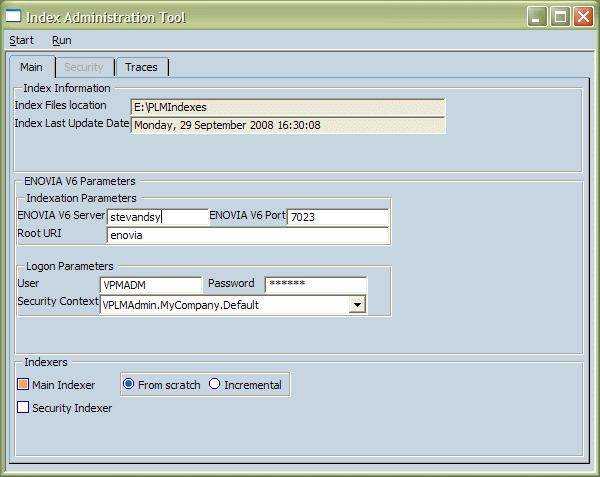 Index Administration Tool
Start Run
Main Security Traces
Index Information
Index Files location E:\PLMIndexes
Index Last Update Date Monday, 29 September 2008 16:30:08
ENOVIA V6 Parameters
Indexation Parameters
ENOVIA V6 Server stevandsy ENOVIA V6 Port 7023
Root URI enovia
Logon Parameters
User VPMADM Password ******
Security Context VPLMAdmin.MyCompany.Default
Indexers
Main Indexer From scratch Incremental
Security Indexer